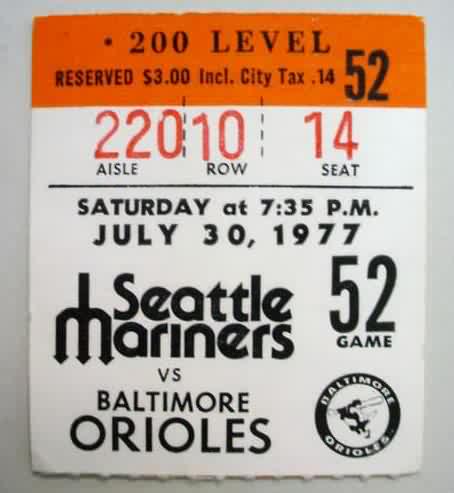 • 200 LEVEL
RESERVED $3.00 Incl. City Tax .14 52
220 10 14
AISLE ROW SEAT
SATURDAY at 7:35 P.M.
JULY 30, 1977
Seattle
Mariners
52
GAME
VS
BALTIMORE
ORIOLES
BALTIMORE
ORIOLES